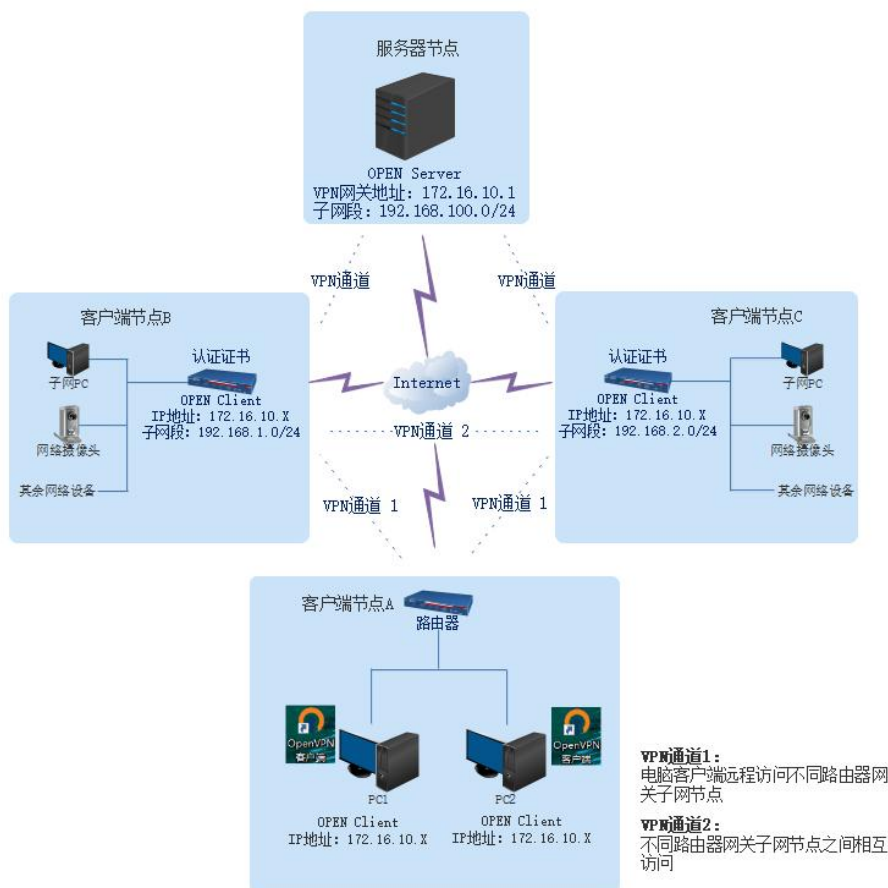 服务器节点
OPEN Server
VPN网关地址: 172.16.10.1
子网段: 192.168.100.0/24
VPN通道
VPN通道
客户端节点B
认证证书
子网PC
OPEN Client
IP地址: 172.16.10.X
子网段: 192.168.1.0/24
网络摄像头
其余网络设备
Internet
客户端节点C
认证证书
子网PC
OPEN Client
IP地址: 172.16.10.X
子网段: 192.168.2.0/24
网络摄像头
其余网络设备
VPN通道 2
VPN通道 1
VPN通道 1
客户端节点A
路由器
OpenVPN
客户端
PC1
OPEN Client
IP地址: 172.16.10.X
OpenVPN
客户端
PC2
OPEN Client
IP地址: 172.16.10.X
VPN通道1:
电脑客户端远程访问不同路由器网
关子网节点
VPN通道2:
不同路由器网关子网节点之间相互
访问